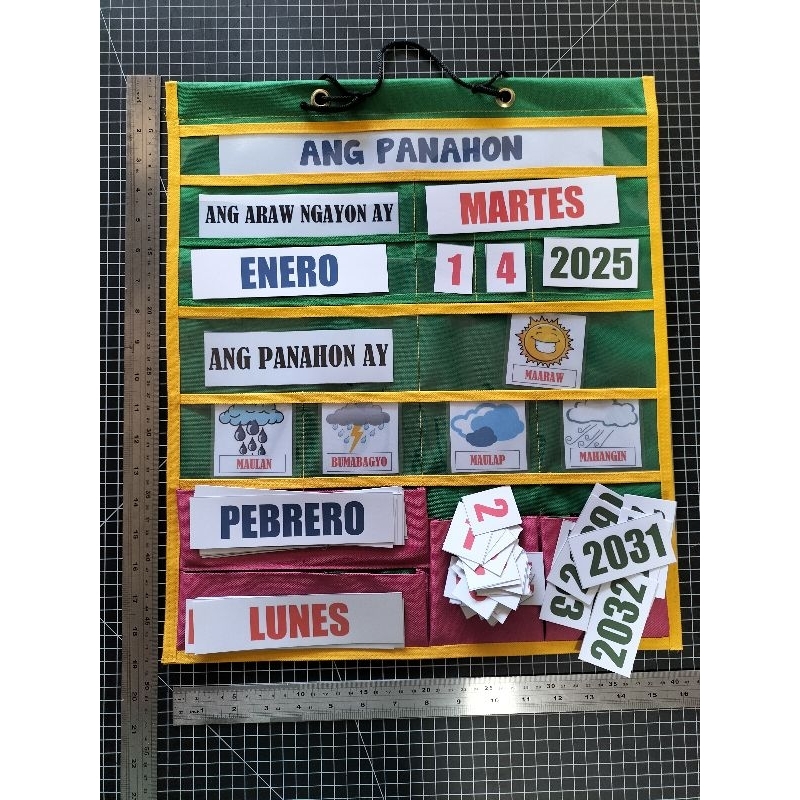 ANG PANAHON
ANG ARAW NGAYON AY
MARTES
ENERO
1
4
2025
ANG PANAHON AY
MAARAW
MAULAN
BUMABAGYO
MAULAP
MAHANGIN
PEBRERO
2
2031
2032
LUNES